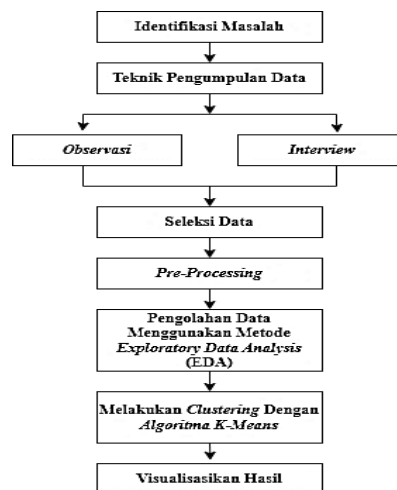 Identifikasi Masalah
Teknik Pengumpulan Data
Observasi
Interview
Seleksi Data
Pre-Processing
Pengolahan Data
Menggunakan Metode
Exploratory Data Analysis
(EDA)
Melakukan Clustering Dengan
Algoritma K-Means
Visualisasikan Hasil